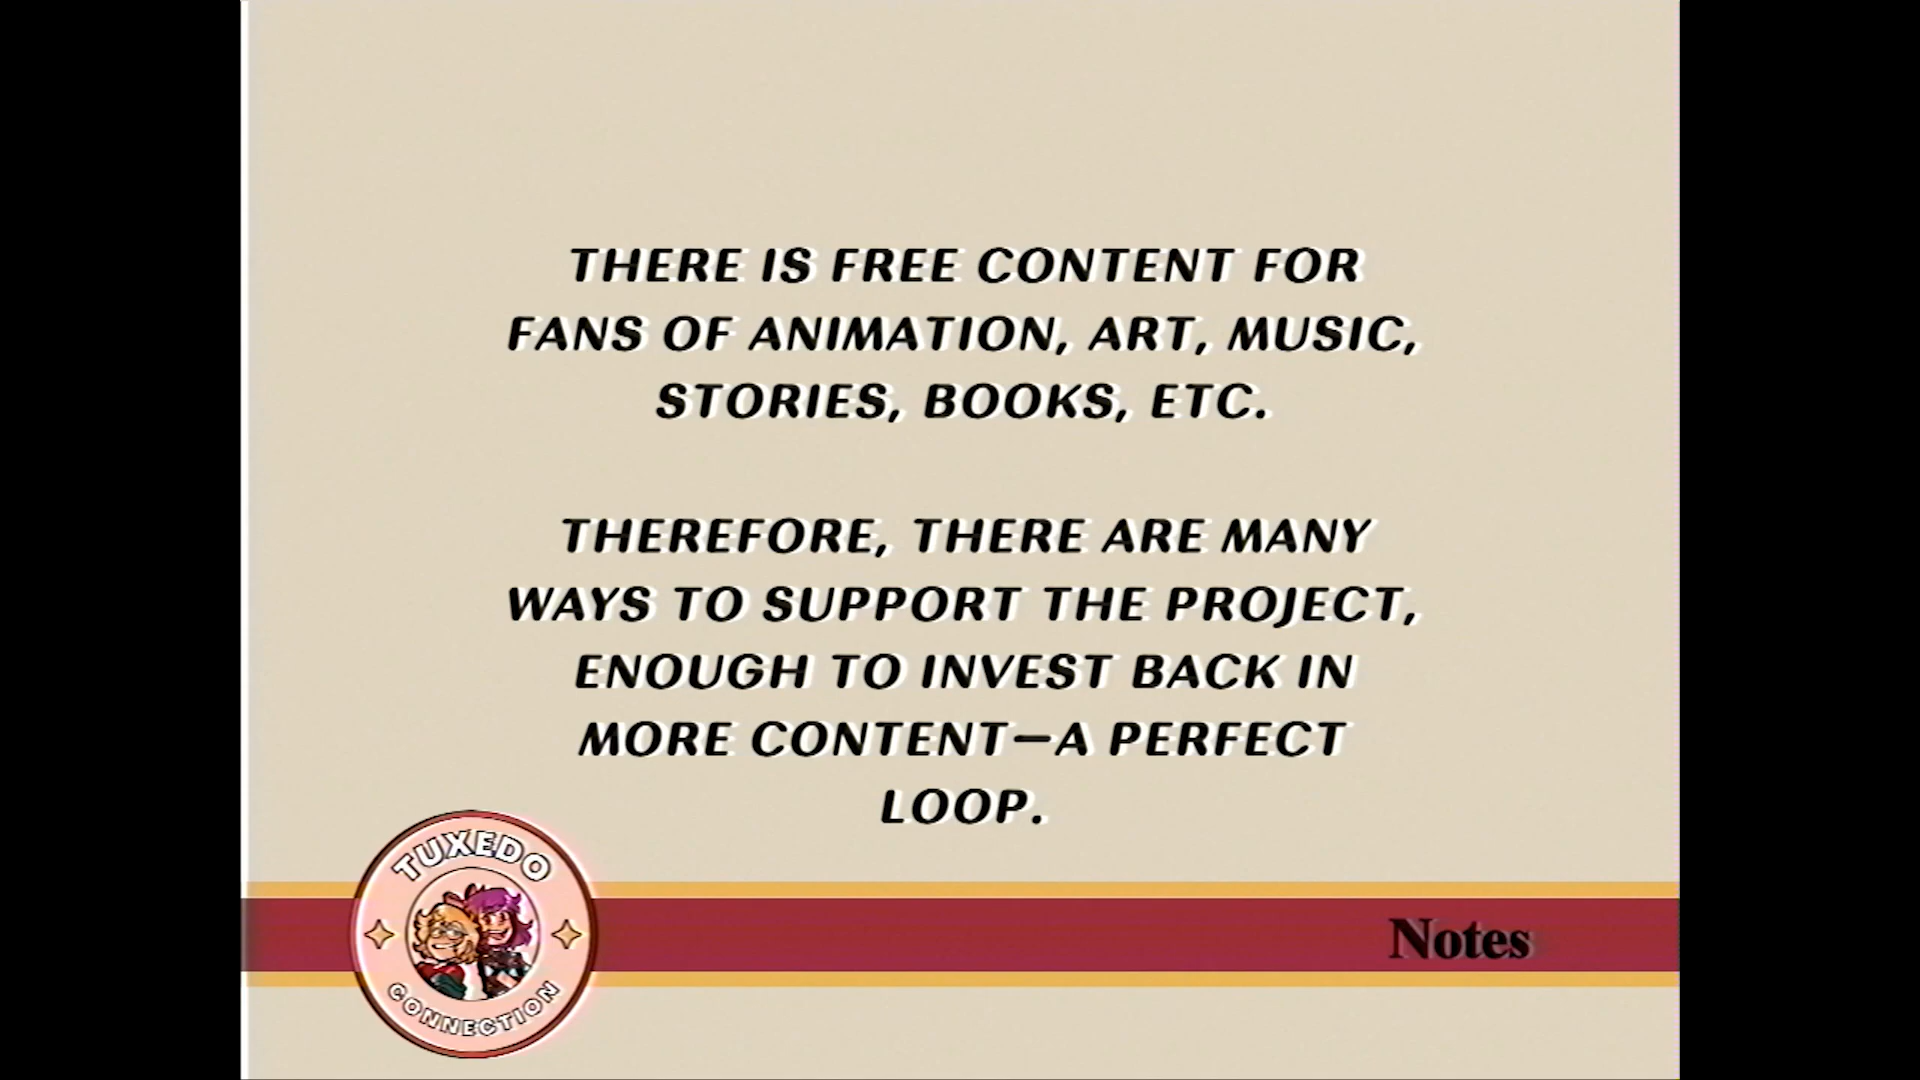 THERE IS FREE CONTENT FOR
FANS OF ANIMATION, ART, MUSIC,
STORIES, BOOKS, ETC.
THEREFORE, THERE ARE MANY
WAYS TO SUPPORT THE PROJECT,
ENOUGH TO INVEST BACK IN
MORE CONTENT—A PERFECT
LOOP.
TUXEDO
CONNECTION
Notes